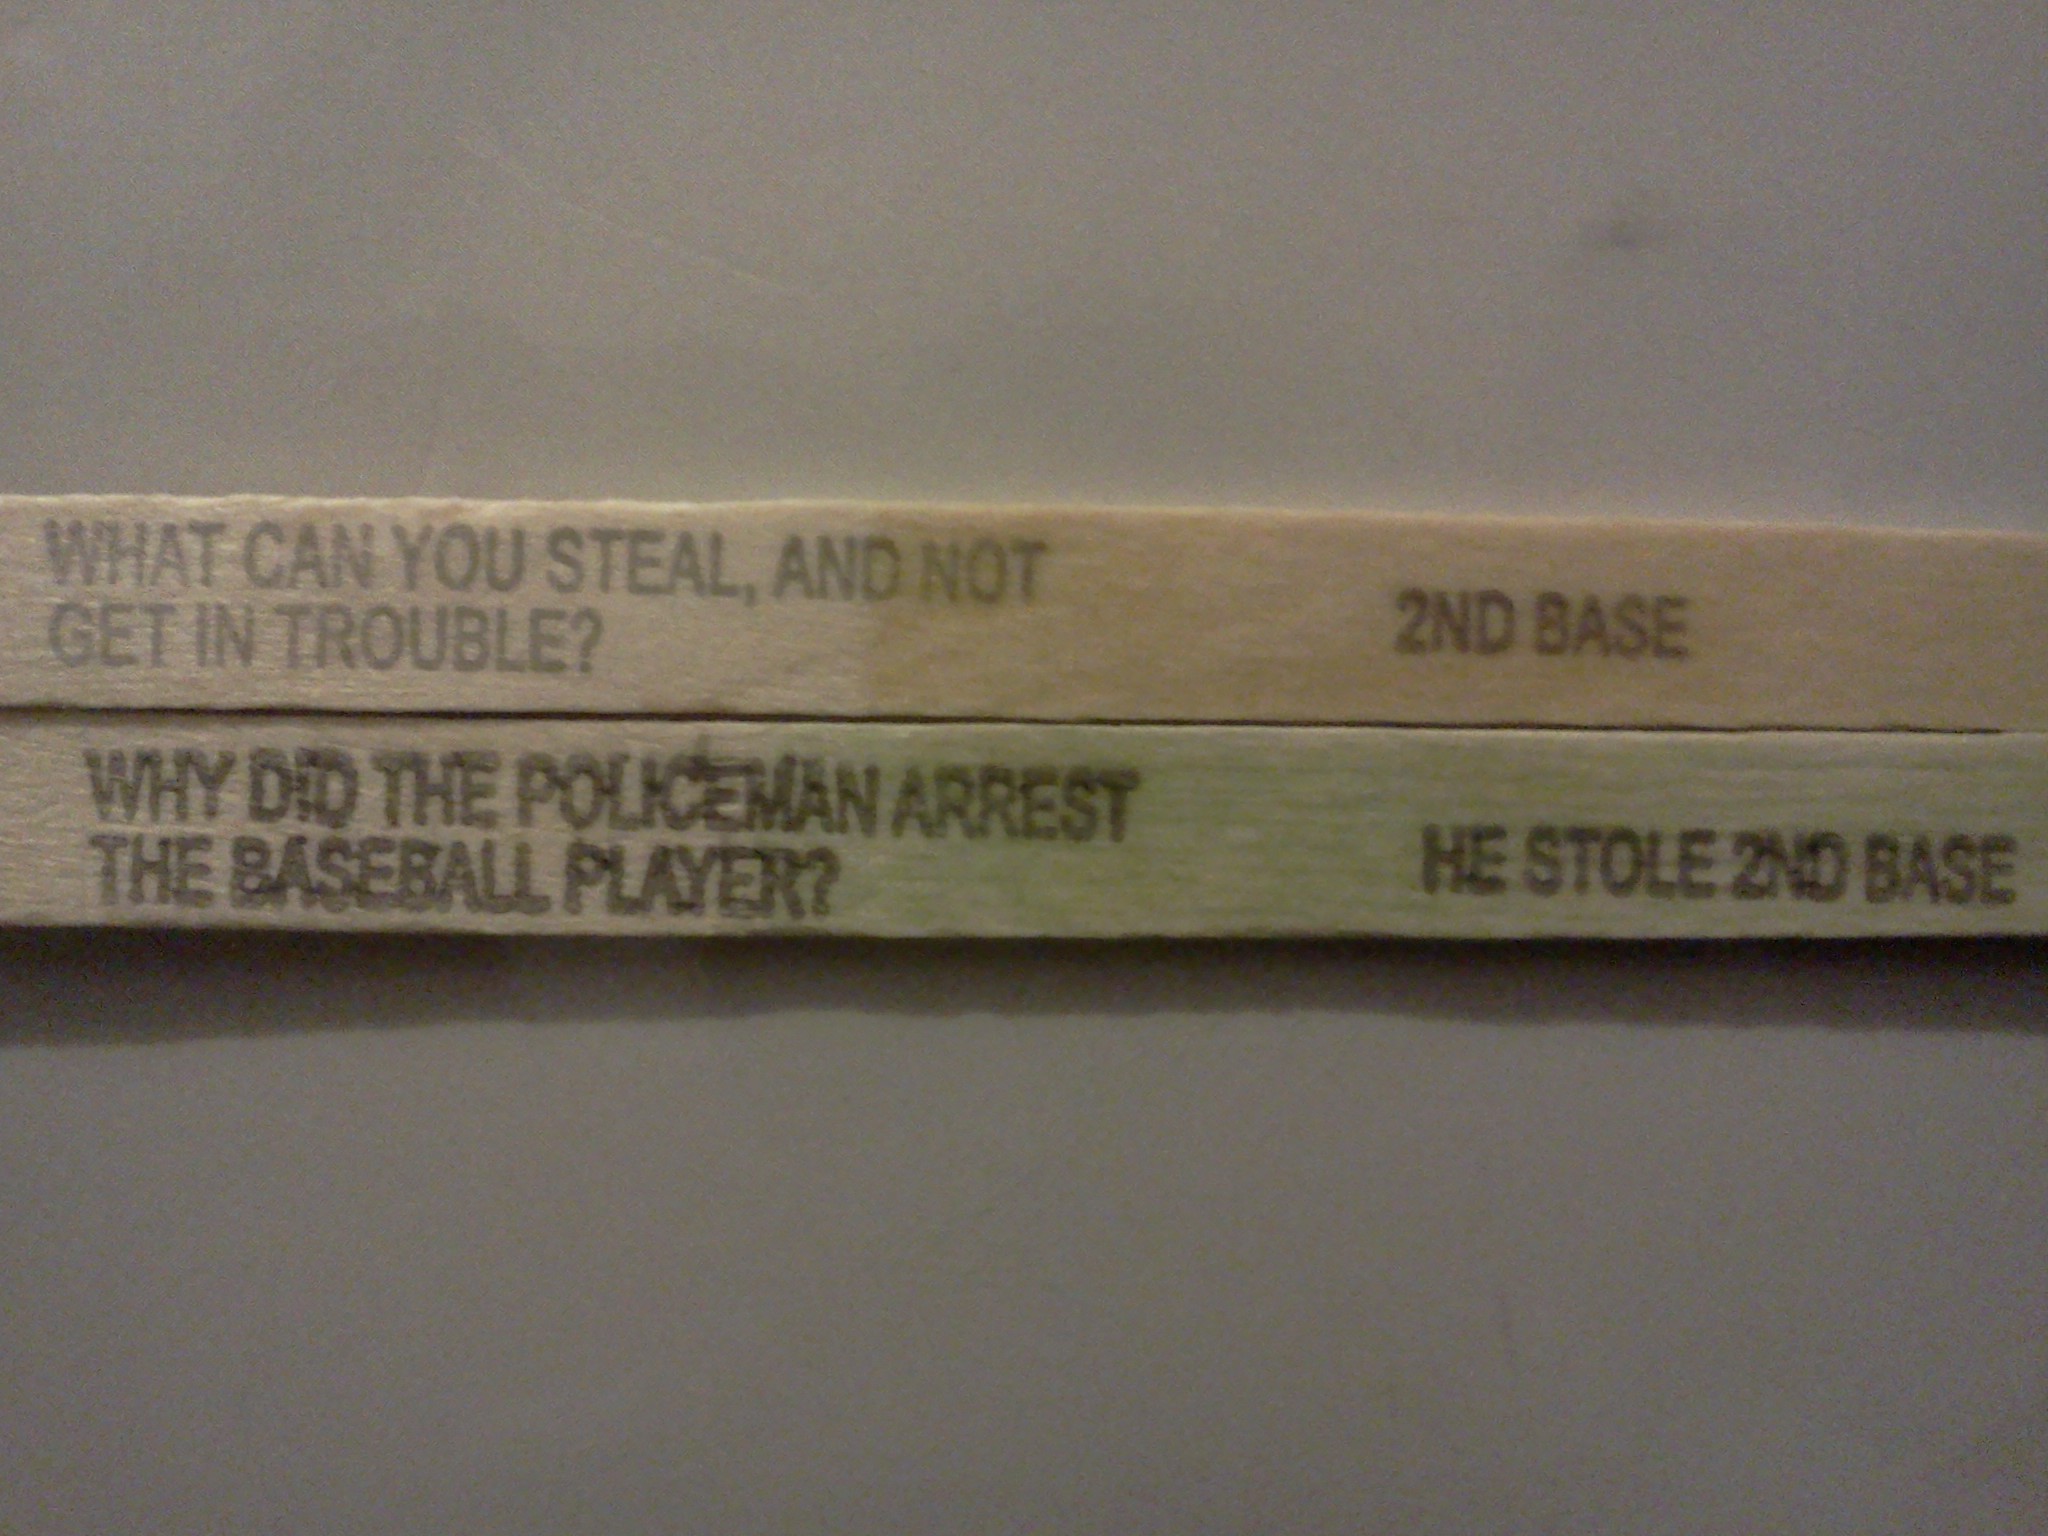 WHAT CAN YOU STEAL, AND NOT
GET IN TROUBLE?
2ND BASE
WHY DID THE POLICEMAN ARREST
THE BASEBALL PLAYER?
HE STOLE 2ND BASE